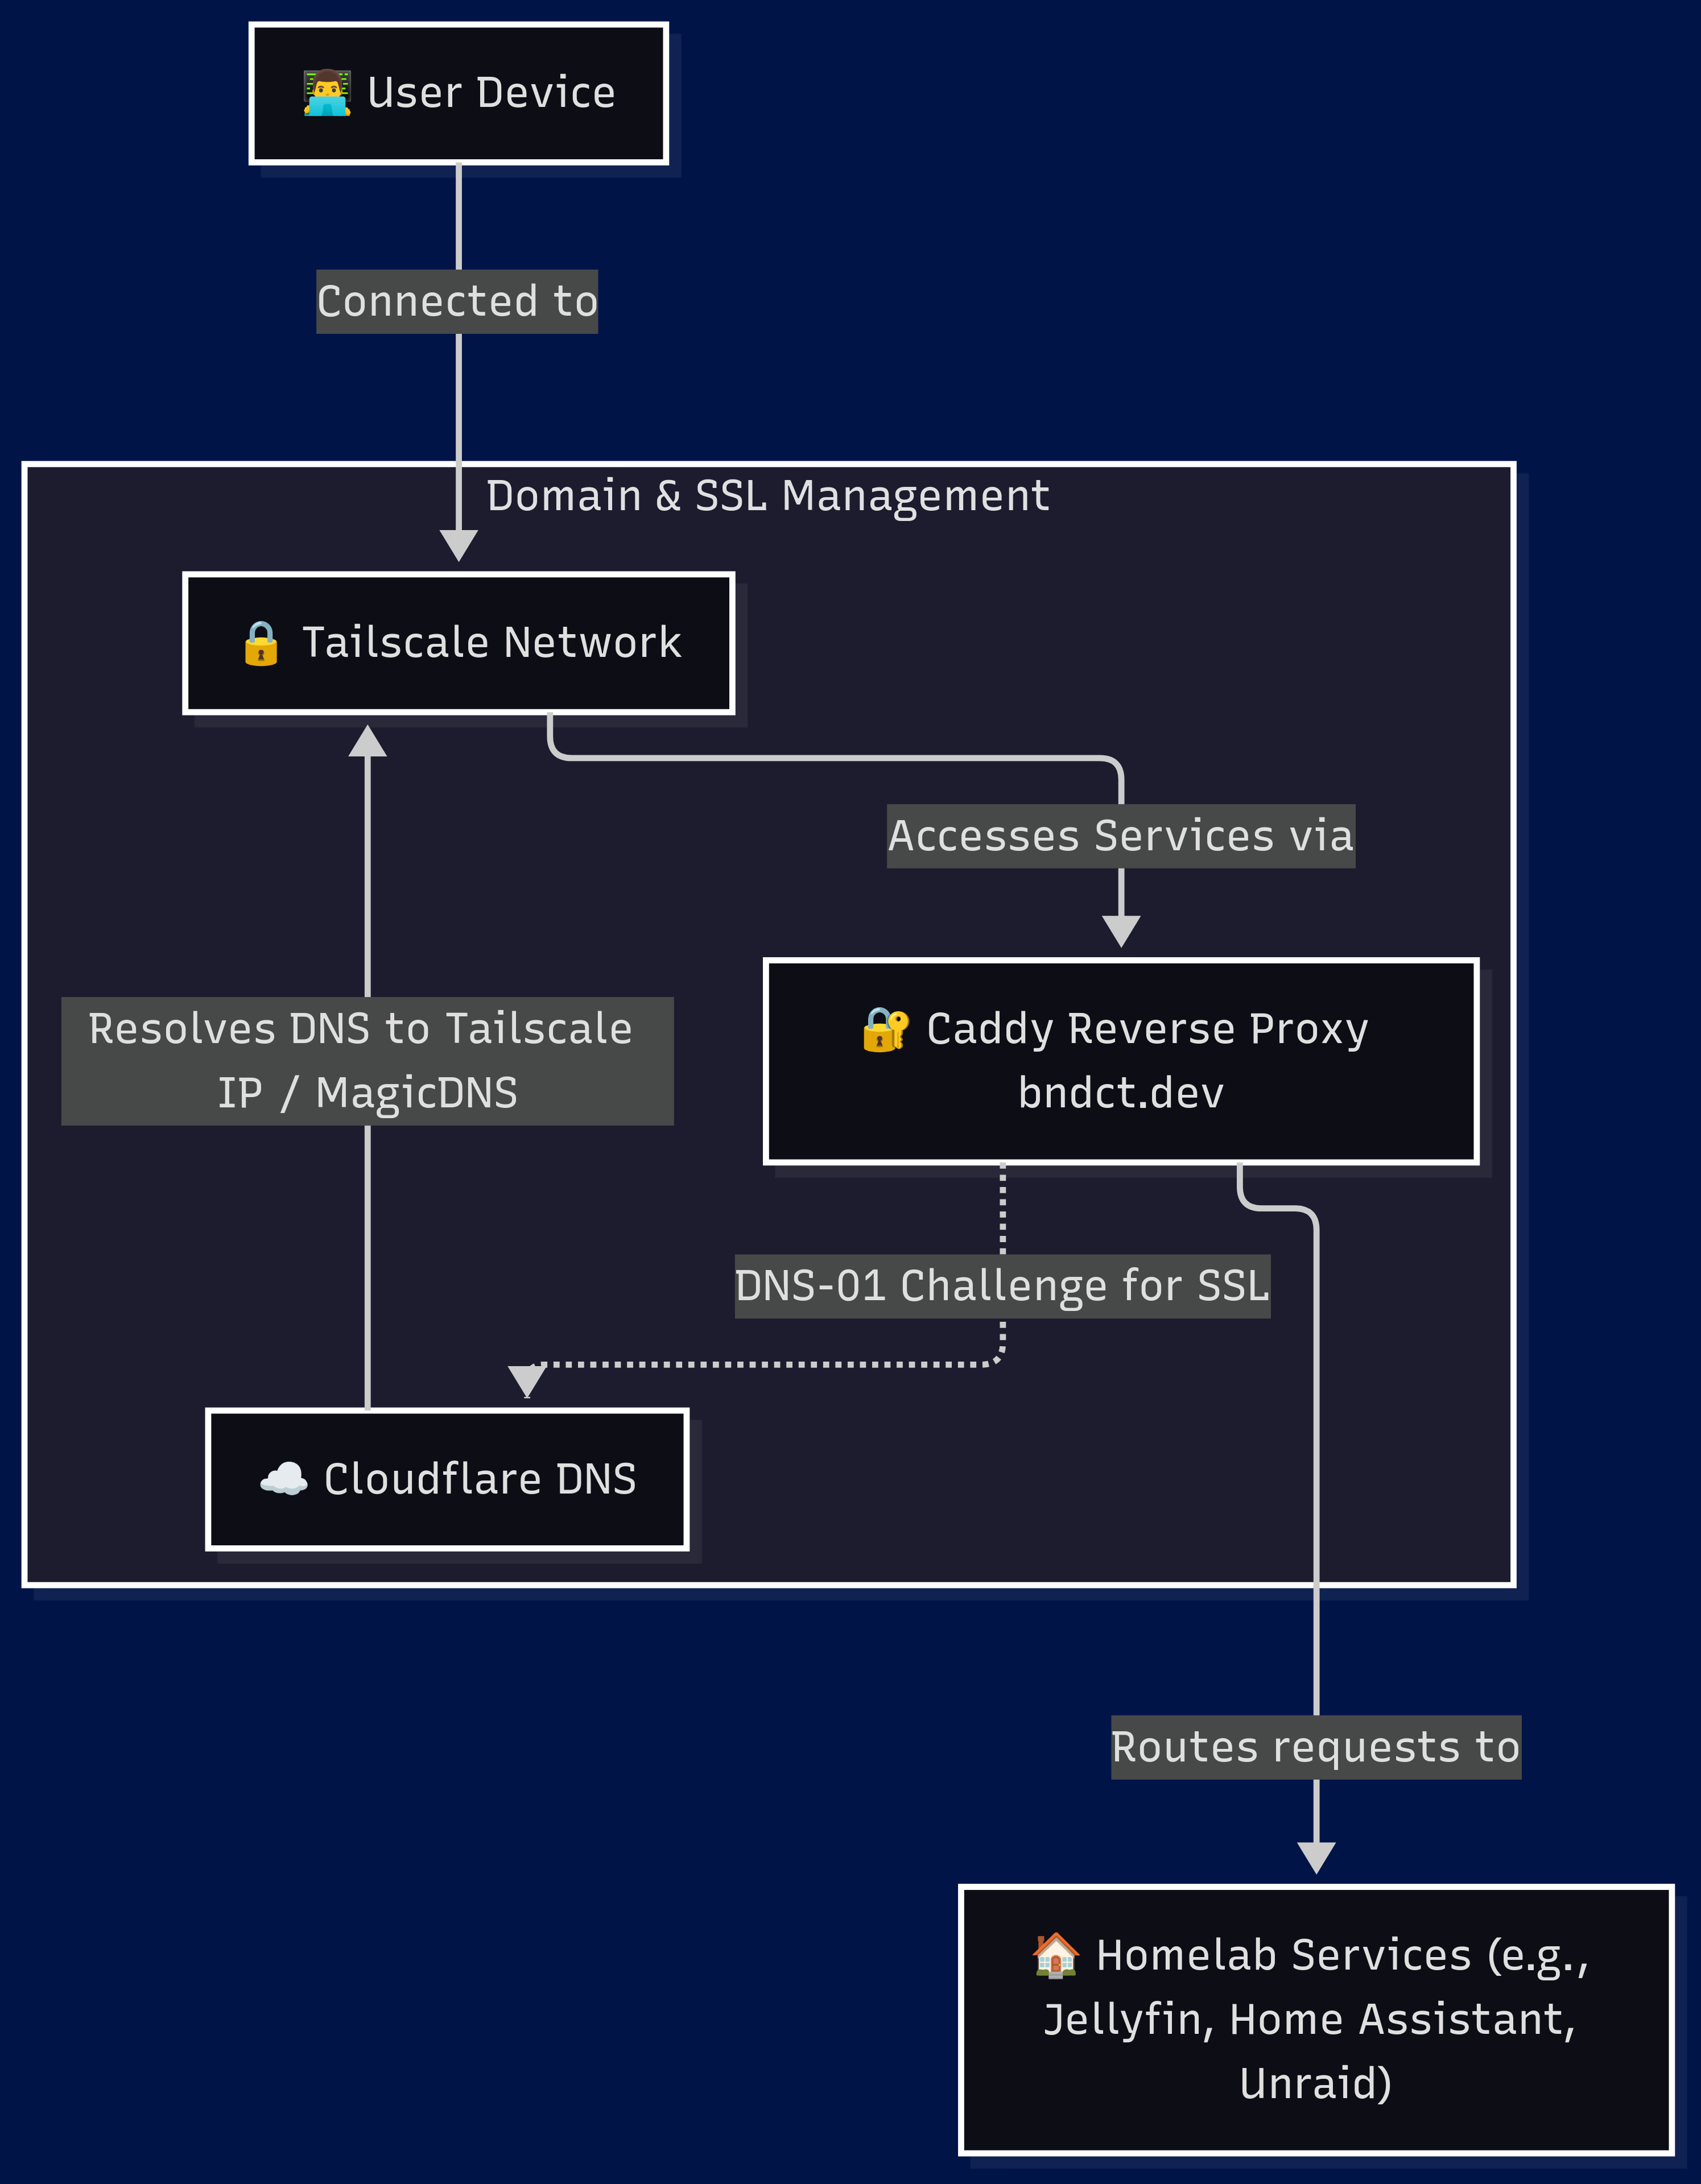 👨‍💻 User Device
Connected to
Domain & SSL Management
🔒 Tailscale Network
Accesses Services via
Resolves DNS to Tailscale
IP / MagicDNS
🔐 Caddy Reverse Proxy
bndct.dev
DNS-01 Challenge for SSL
☁️ Cloudflare DNS
Routes requests to
🏠 Homelab Services (e.g.,
Jellyfin, Home Assistant,
Unraid)